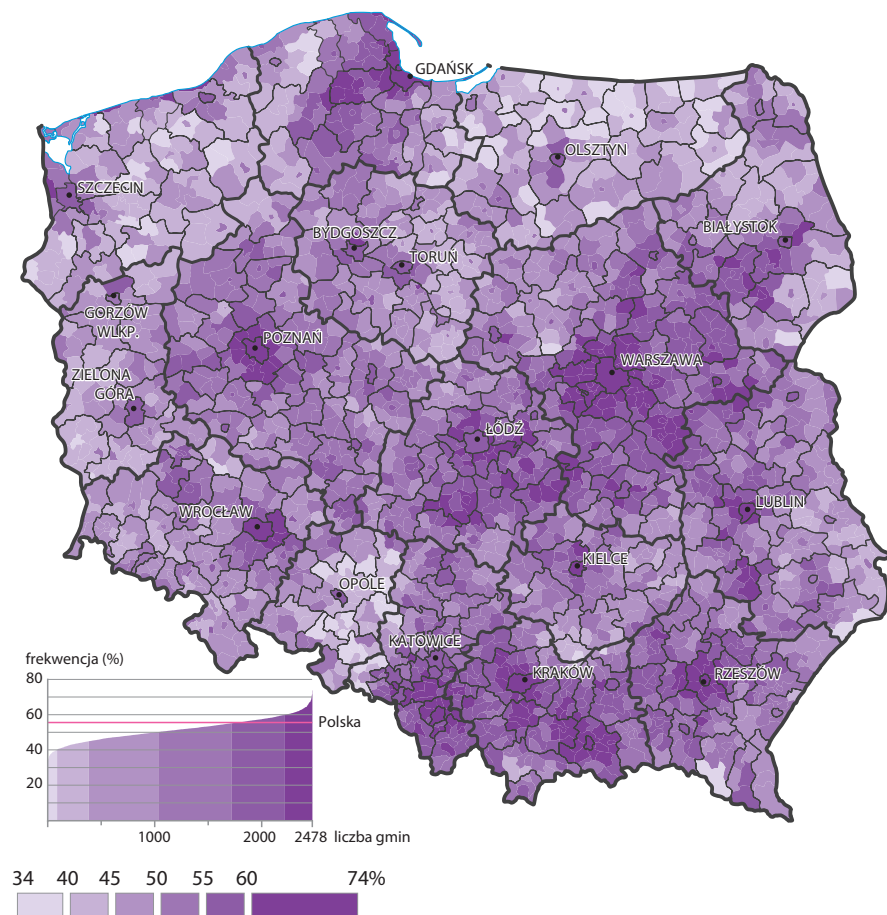 GDAŃSK
OLSZTYN
SZCZECIN
BIAŁYSTOK
BYDGOSZCZ
TORUŃ
GORZÓW
WLKP.
POZNAŃ
WARSZAWA
ZIELONA
GÓRA
ŁÓDŹ
WROCŁAW
LUBLIN
KIELCE
OPOLE
KATOWICE
KRAKÓW
RZESZÓW
frekwencja (%)
80
60
Polska
40
20
1000 2000 2478 liczba gmin
34 40 45 50 55 60 74%